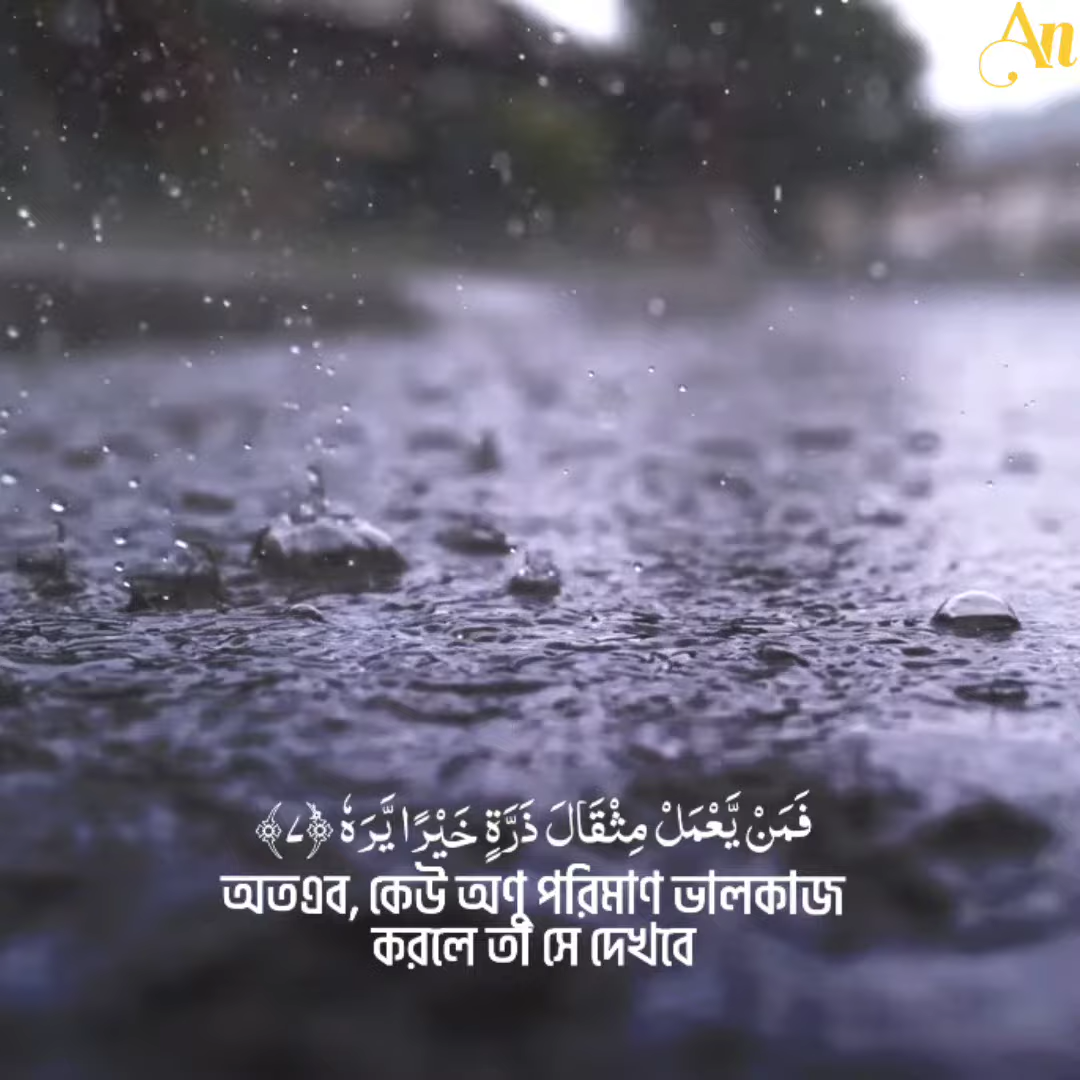 An
فَمَنْ يَّعْمَلْ مِثْقَالَ ذَرَّةٍ خَيْرًا يَّرَهٗ ﴿٧﴾
অতএব, কেউ অণু পরিমাণ ভালকাজ
করলে তা সে দেখবে